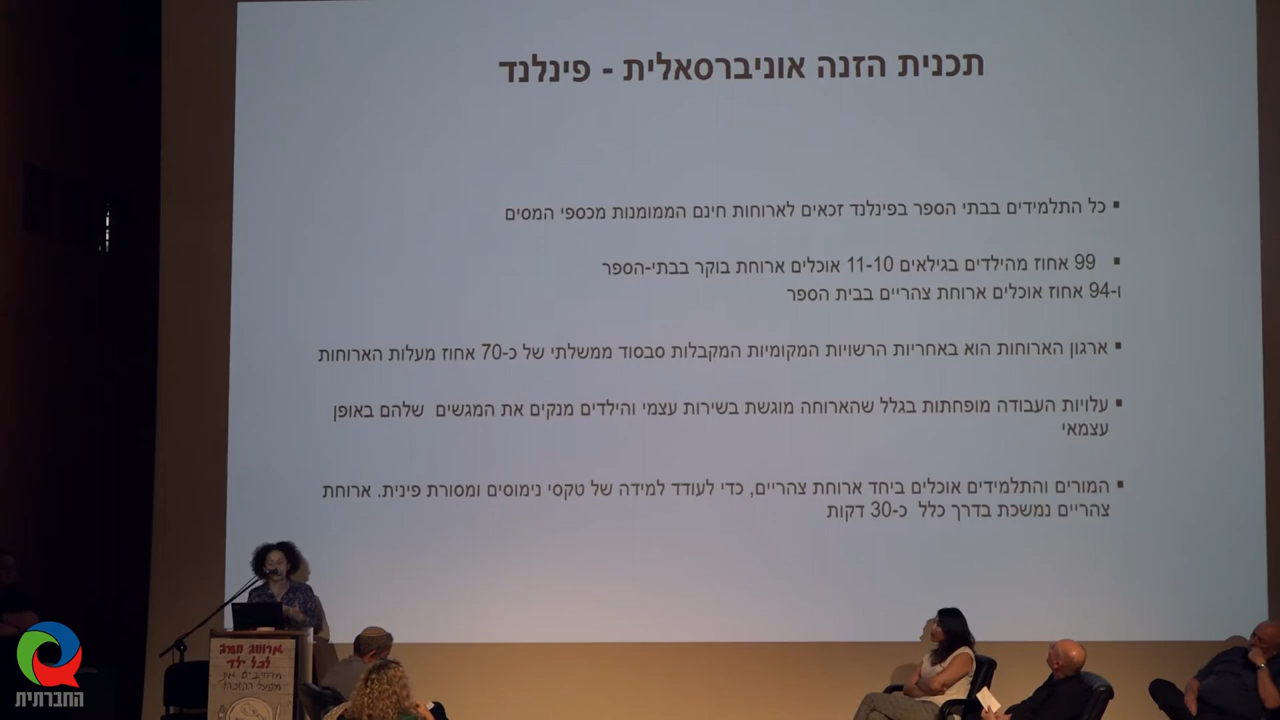 תכנית הזנה אוניברסאלית - פינלנד
▪ כל התלמידים בבתי הספר בפינלנד זכאים לארוחות חינם הממומנות מכספי המסים
▪ 99 אחוז מהילדים בגילאים 11-10 אוכלים ארוחת בוקר בבתי-הספר
ו-94 אחוז אוכלים ארוחת צהריים בבית הספר
▪ ארגון הארוחות הוא באחריות הרשויות המקומיות המקבלות סבסוד ממשלתי של כ-70 אחוז מעלות הארוחות
▪ עלויות העבודה מופחתות בגלל שהארוחה מוגשת בשירות עצמי והילדים מנקים את המגשים שלהם באופן
עצמאי
▪ המורים והתלמידים אוכלים ביחד ארוחת צהריים, כדי לעודד למידה של טקסי נימוסים ומסורת פינית. ארוחת
צהריים נמשכת בדרך כלל כ-30 דקות
ארוחה חמה
לכל ילד
מרחיבים את
מפעל ההזנה
החברתית